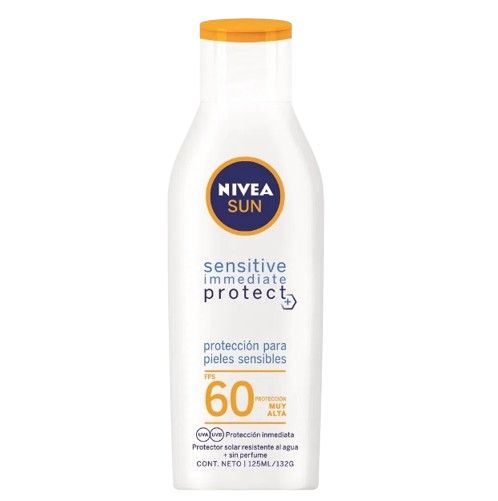 NIVEA
SUN
sensitive
immediate
protect+
protección para
pieles sensibles
FPS
60
PROTECCIÓN
MUY
ALTA
UVA UVB Protección inmediata
Protector solar resistente al agua
+ sin perfume
CONT. NETO | 125ML/132G